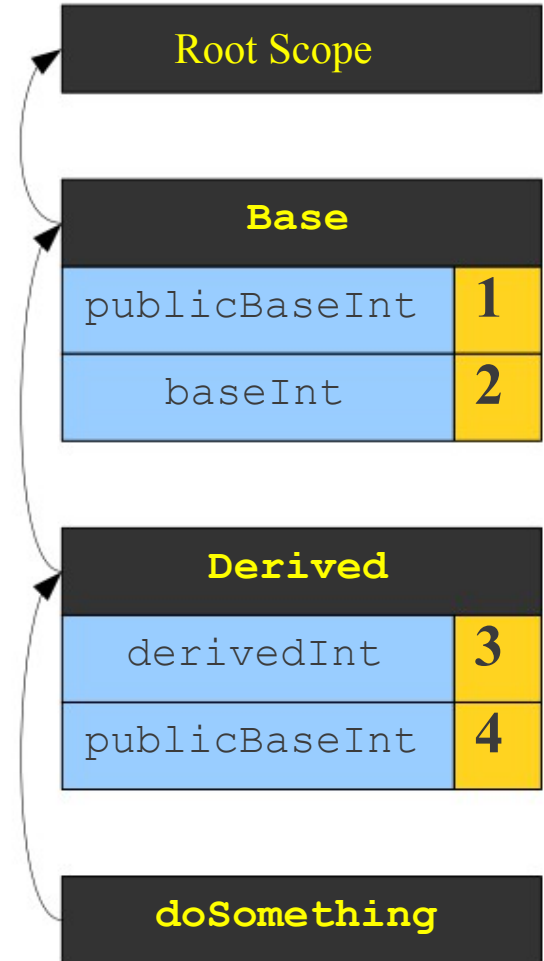 Root Scope
Base
publicBaseInt 1
baseInt 2
Derived
derivedInt 3
publicBaseInt 4
doSomething